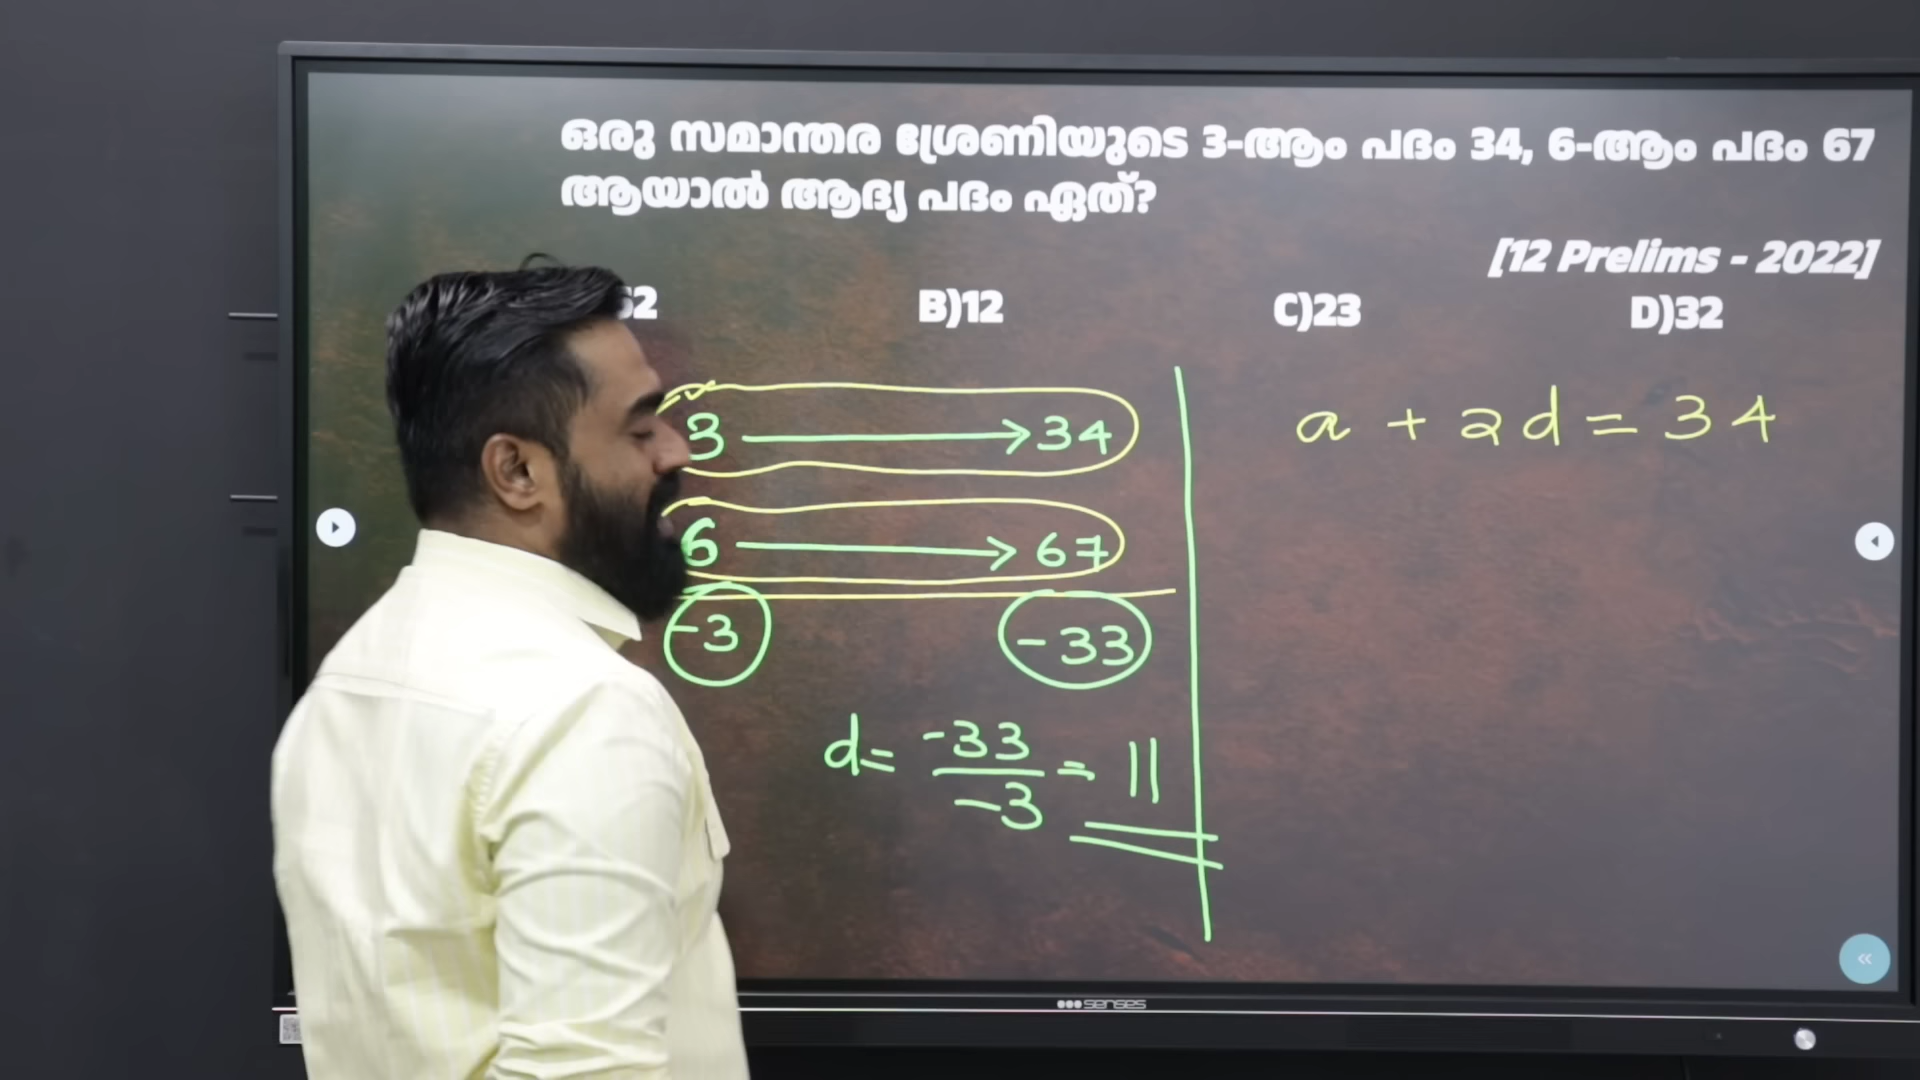 ഒരു സമാന്തര ശ്രേണിയുടെ 3-ആം പദം 34, 6-ആം പദം 67
ആയാൽ ആദ്യ പദം ഏത്?
[12 Prelims - 2022]
B)12 C)23 D)32
3 → 34
6 → 67
-3 -33
d = -33 / -3 = 11
a + 2d = 34
senses